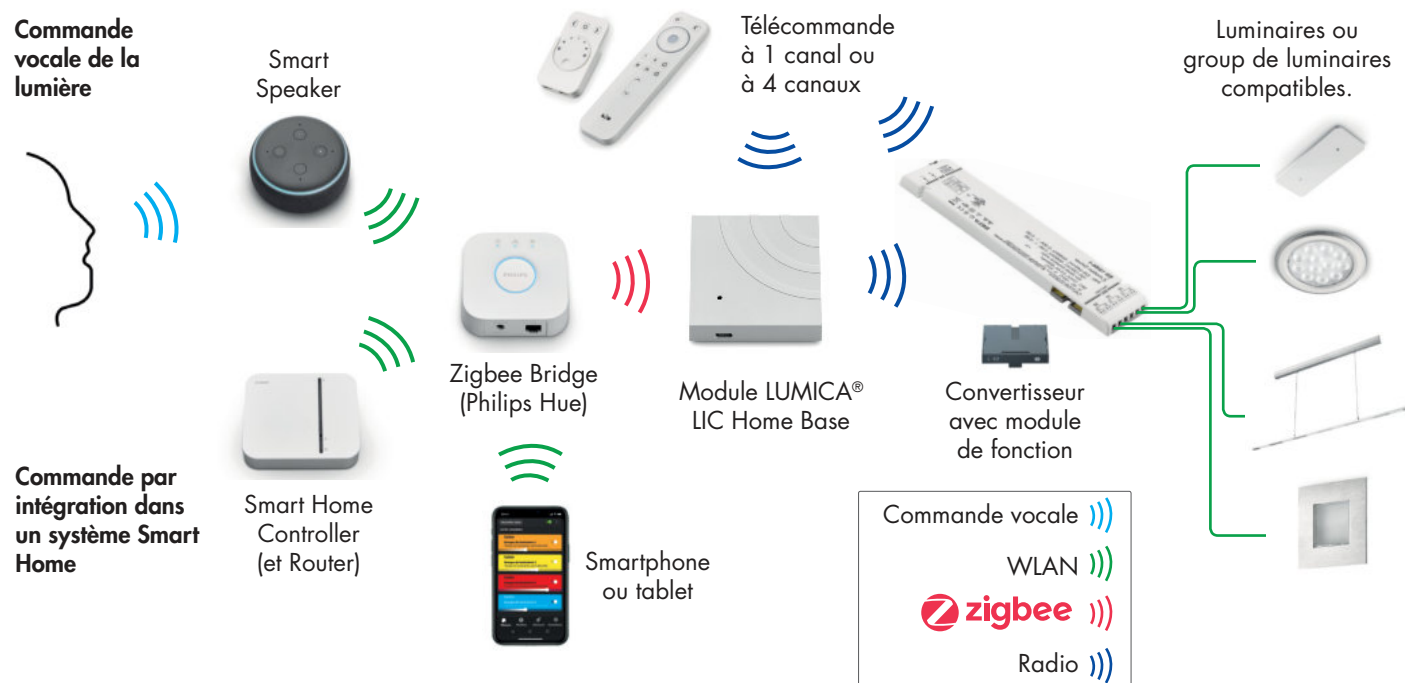 Commande
vocale de la
lumière
Smart
Speaker
Télécommande
à 1 canal ou
à 4 canaux
Luminaires ou
group de luminaires
compatibles.
PHILIPS
Zigbee Bridge
(Philips Hue)
Module LUMICA®
LIC Home Base
Convertisseur
avec module
de fonction
Commande par
intégration dans
un système Smart
Home
Smart Home
Controller
(et Router)
Smartphone
ou tablet
Commande vocale
WLAN
zigbee
Radio